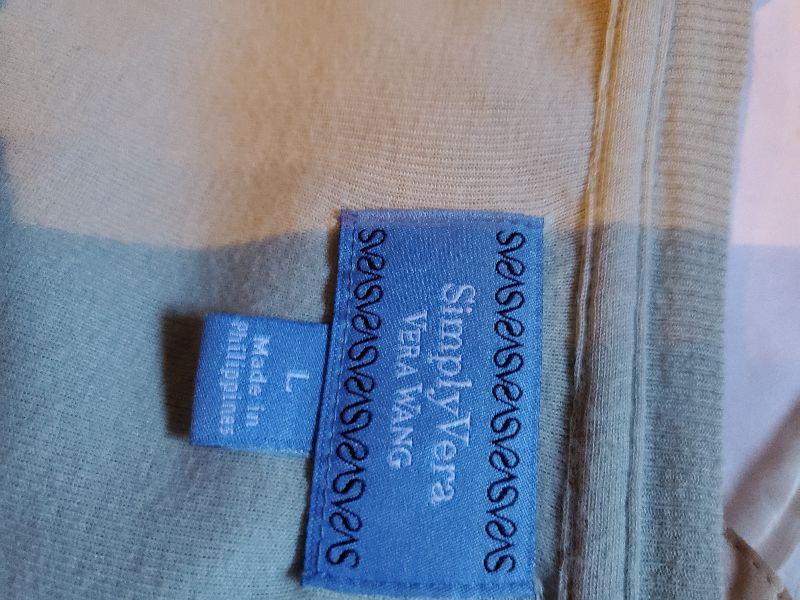 Simply Vera
VERA WANG
L
Made in
Philippines